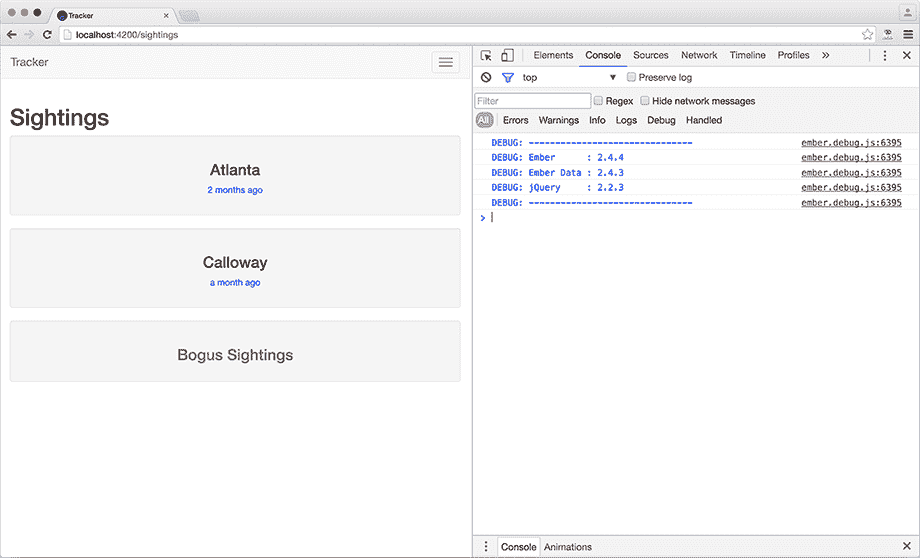 Tracker
localhost:4200/sightings
Tracker
Sightings
Atlanta
2 months ago
Calloway
a month ago
Bogus Sightings
Elements Console Sources Network Timeline Profiles »
top ▼ Preserve log
Filter Regex Hide network messages
All Errors Warnings Info Logs Debug Handled
DEBUG: ------------------------------- ember.debug.js:6395
DEBUG: Ember : 2.4.4 ember.debug.js:6395
DEBUG: Ember Data : 2.4.3 ember.debug.js:6395
DEBUG: jQuery : 2.2.3 ember.debug.js:6395
DEBUG: ------------------------------- ember.debug.js:6395
>
Console Animations